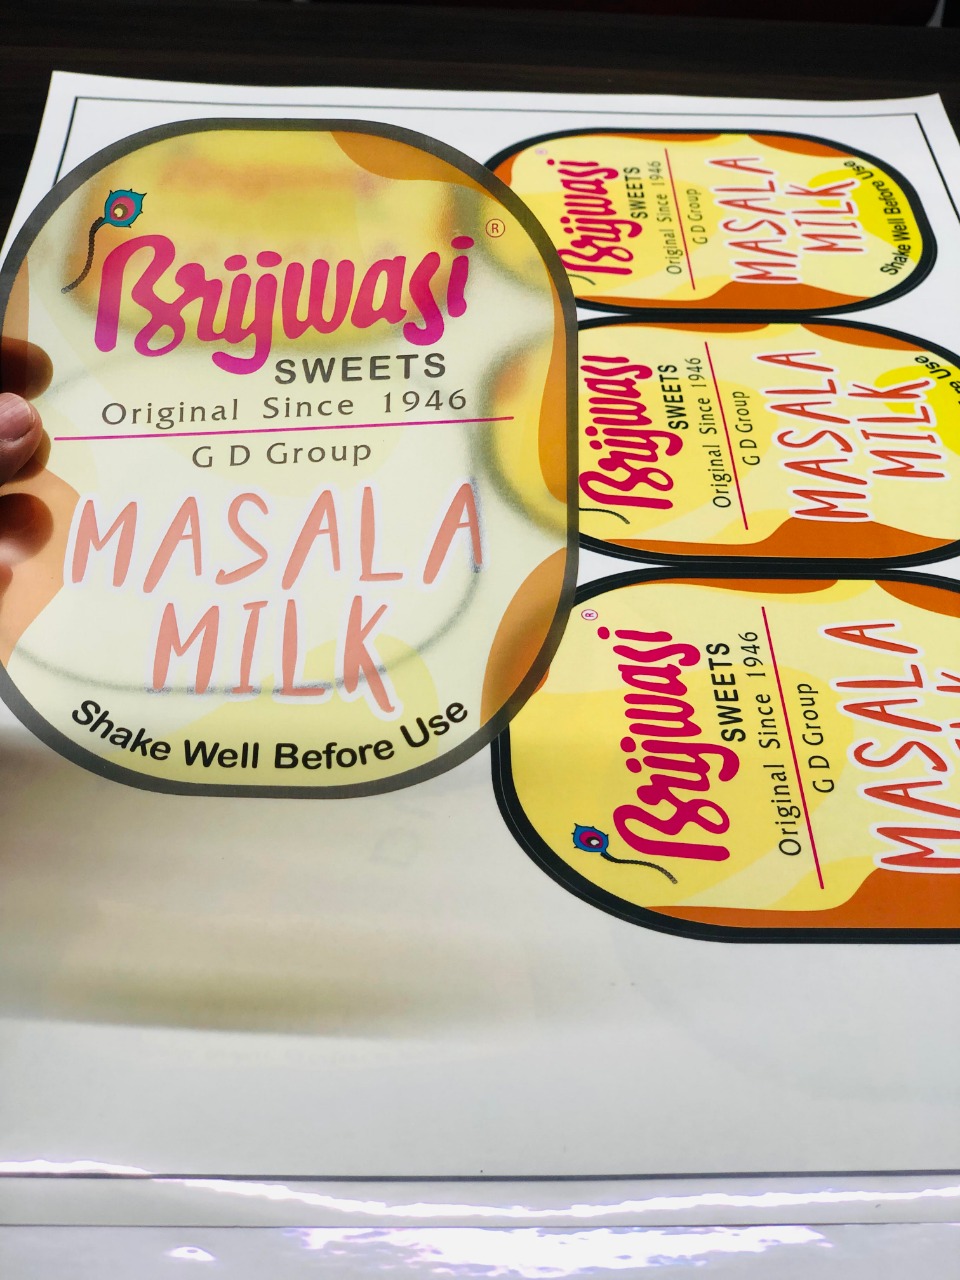 Brijwasi ®
SWEETS
Original Since 1946
G D Group
MASALA
MILK
Shake Well Before Use
Brijwasi ®
SWEETS
Original Since 1946
G D Group
MASALA
MILK
Shake Well Before Use
Brijwasi
SWEETS
Original Since 1946
G D Group
MASALA
MILK
Use
Brijwasi ®
SWEETS
Original Since 1946
G D Group
MASALA